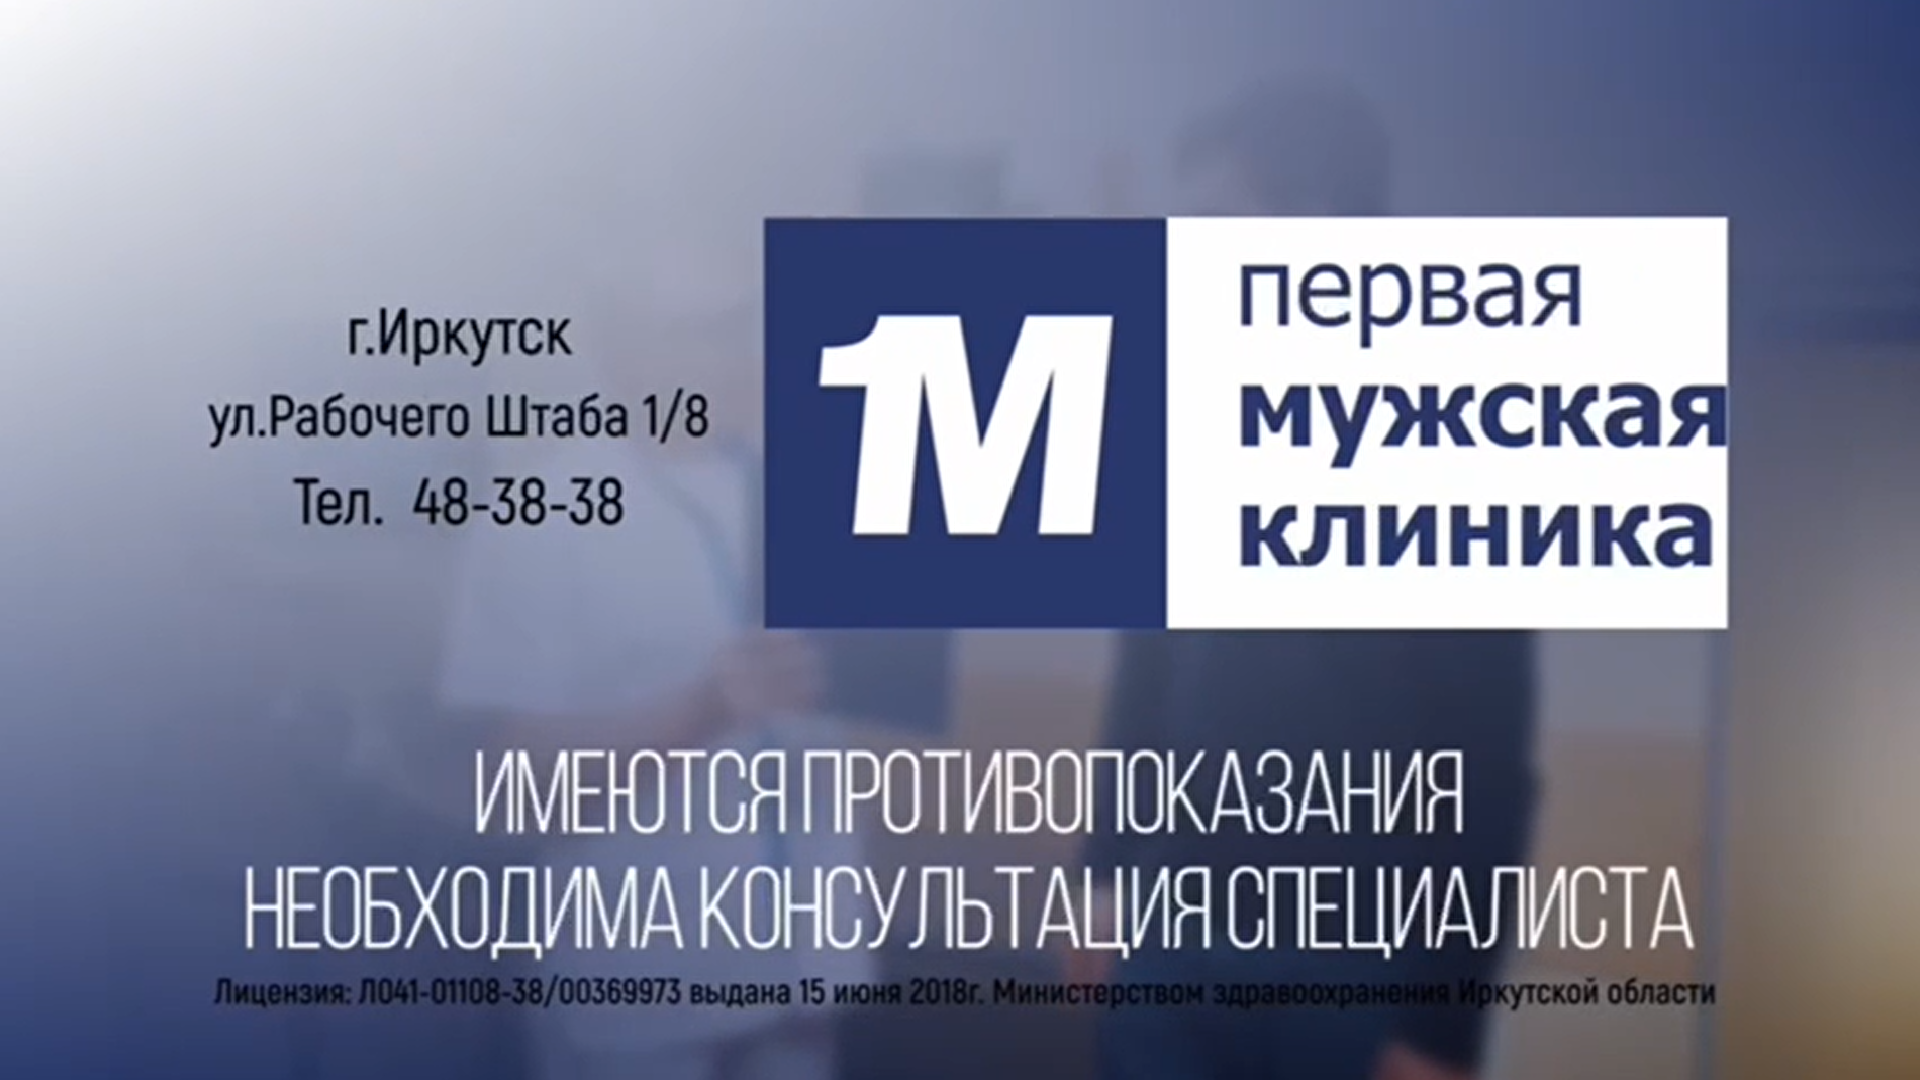 г.Иркутск
ул.Рабочего Штаба 1/8
Тел. 48-38-38
1М
первая
мужская
клиника
ИМЕЮТСЯ ПРОТИВОПОКАЗАНИЯ
НЕОБХОДИМА КОНСУЛЬТАЦИЯ СПЕЦИАЛИСТА
Лицензия: Л041-01108-38/00369973 выдана 15 июня 2018г. Министерством здравоохранения Иркутской области